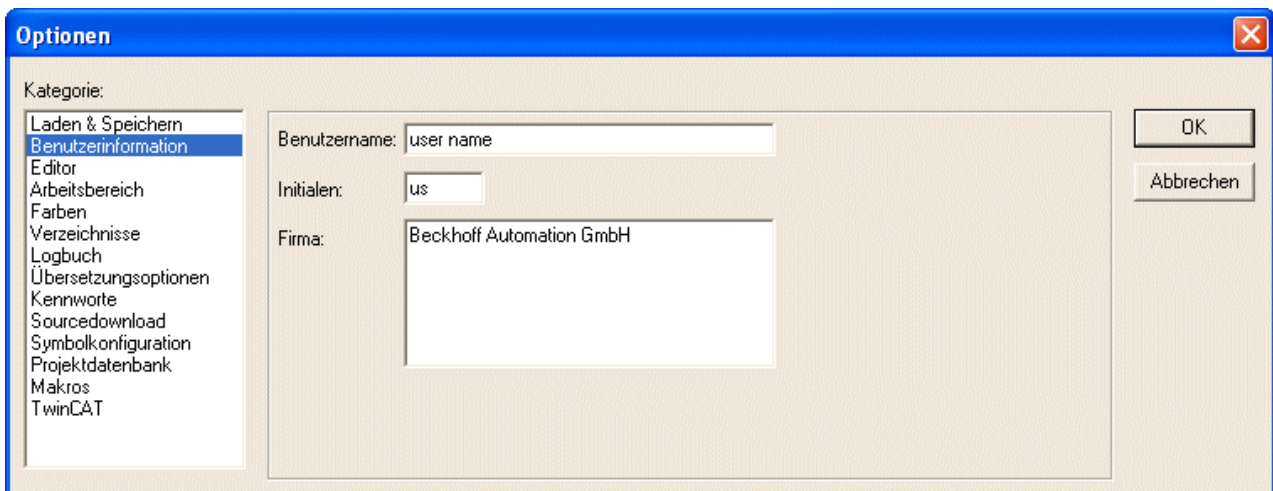 Optionen
Kategorie:
Laden & Speichern
Benutzerinformation
Editor
Arbeitsbereich
Farben
Verzeichnisse
Logbuch
Übersetzungsoptionen
Kennworte
Sourcedownload
Symbolkonfiguration
Projektdatenbank
Makros
TwinCAT
Benutzername: user name
Initialen: us
Firma: Beckhoff Automation GmbH
OK
Abbrechen